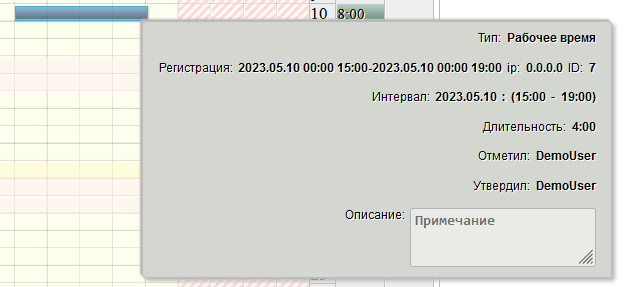 10 8:00
Тип: Рабочее время
Регистрация: 2023.05.10 00:00 15:00-2023.05.10 00:00 19:00 ip: 0.0.0.0 ID: 7
Интервал: 2023.05.10 : (15:00 - 19:00)
Длительность: 4:00
Отметил: DemoUser
Утвердил: DemoUser
Описание: Примечание